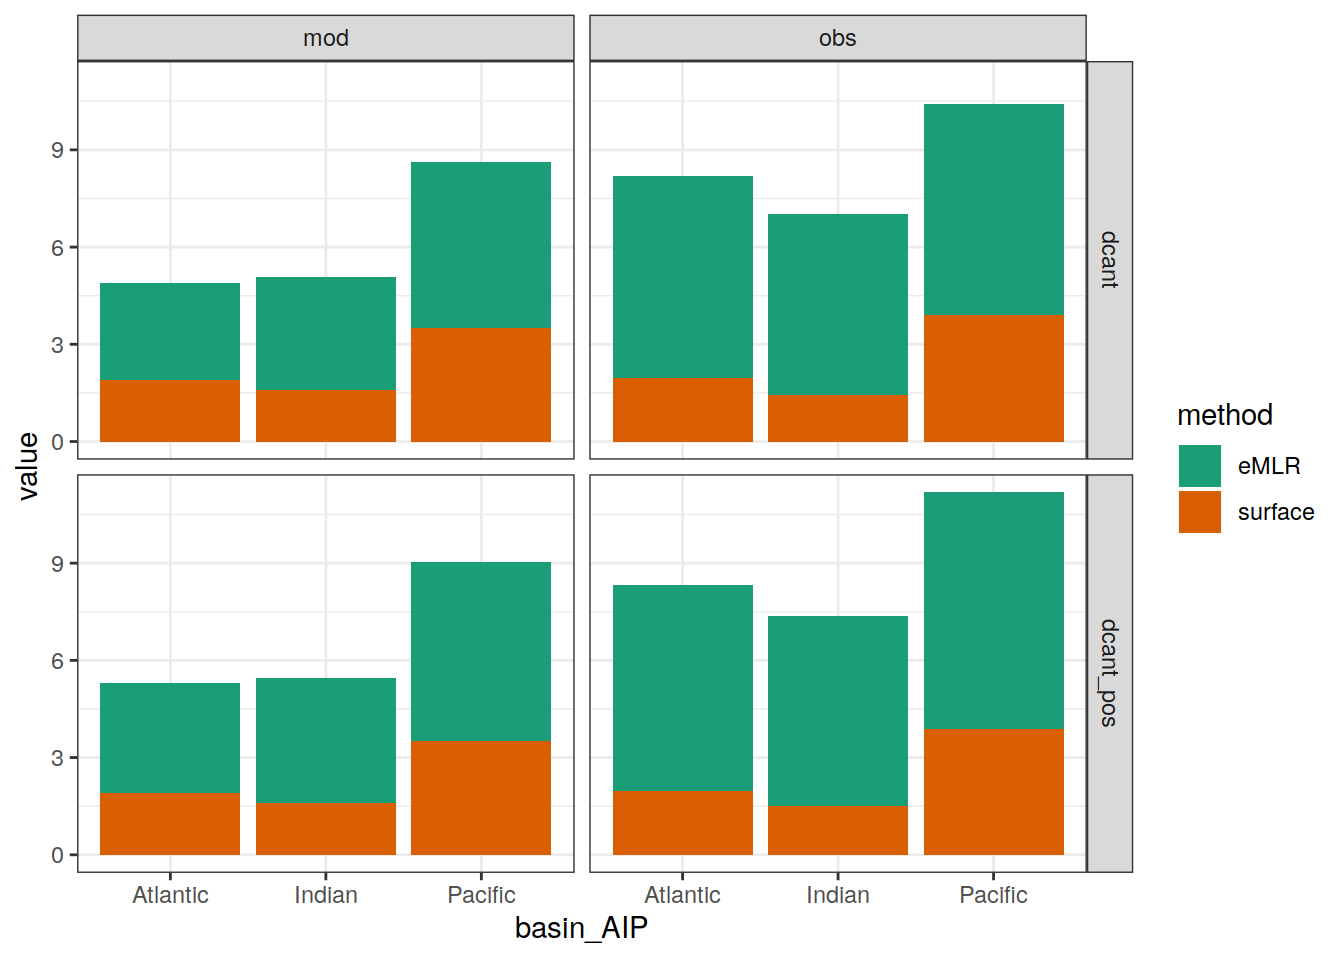 mod
obs
9
6
3
0
dcant
9
6
3
0
dcant_pos
value
Atlantic
Indian
Pacific
Atlantic
Indian
Pacific
basin_AIP
method
eMLR
surface